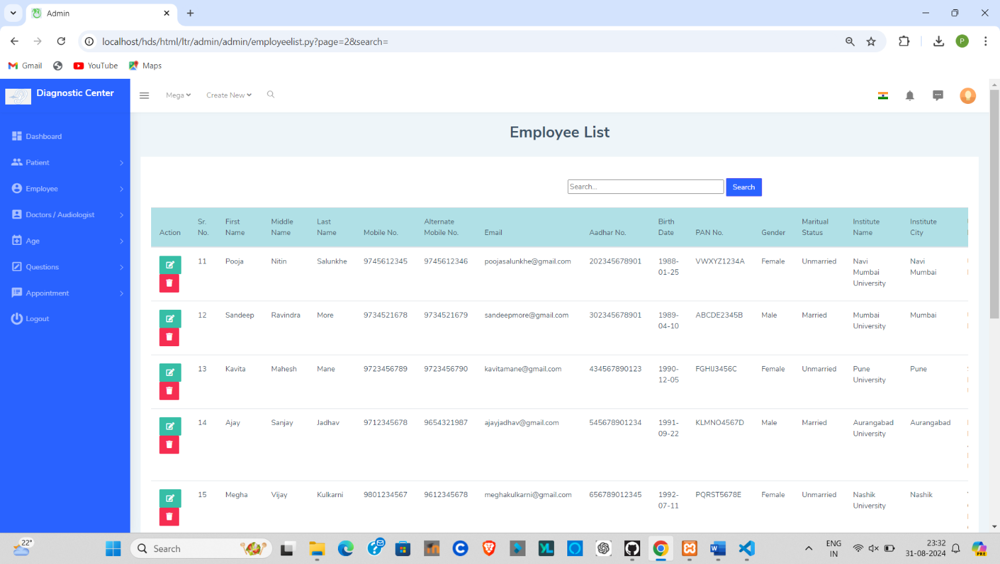 Admin
localhost/hds/html/ltr/admin/admin/employeelist.py?page=2&search=
P
Gmail YouTube Maps
Diagnostic Center
Mega Create New
Employee List
Dashboard
Patient
Employee
Doctors / Audiologist
Age
Questions
Appointment
Logout
Search... Search
Action Sr. No. First Name Middle Name Last Name Mobile No. Alternate Mobile No. Email Aadhar No. Birth Date PAN No. Gender Maritual Status Institute Name Institute City
11 Pooja Nitin Salunkhe 9745612345 9745612346 poojasalunkhe@gmail.com 202345678901 1988-01-25 VWXYZ1234A Female Unmarried Navi Mumbai University Navi Mumbai
12 Sandeep Ravindra More 9734521678 9734521679 sandeepmore@gmail.com 302345678901 1989-04-10 ABCDE2345B Male Married Mumbai University Mumbai
13 Kavita Mahesh Mane 9723456789 9723456790 kavitamane@gmail.com 434567890123 1990-12-05 FGHIJ3456C Female Unmarried Pune University Pune
14 Ajay Sanjay Jadhav 9712345678 9654321987 ajayjadhav@gmail.com 545678901234 1991-09-22 KLMNO4567D Male Married Aurangabad University Aurangabad
15 Megha Vijay Kulkarni 9801234567 9612345678 meghakulkarni@gmail.com 656789012345 1992-07-11 PQRST5678E Female Unmarried Nashik University Nashik
22°
Search
ENG
IN
23:32
31-08-2024
PRE